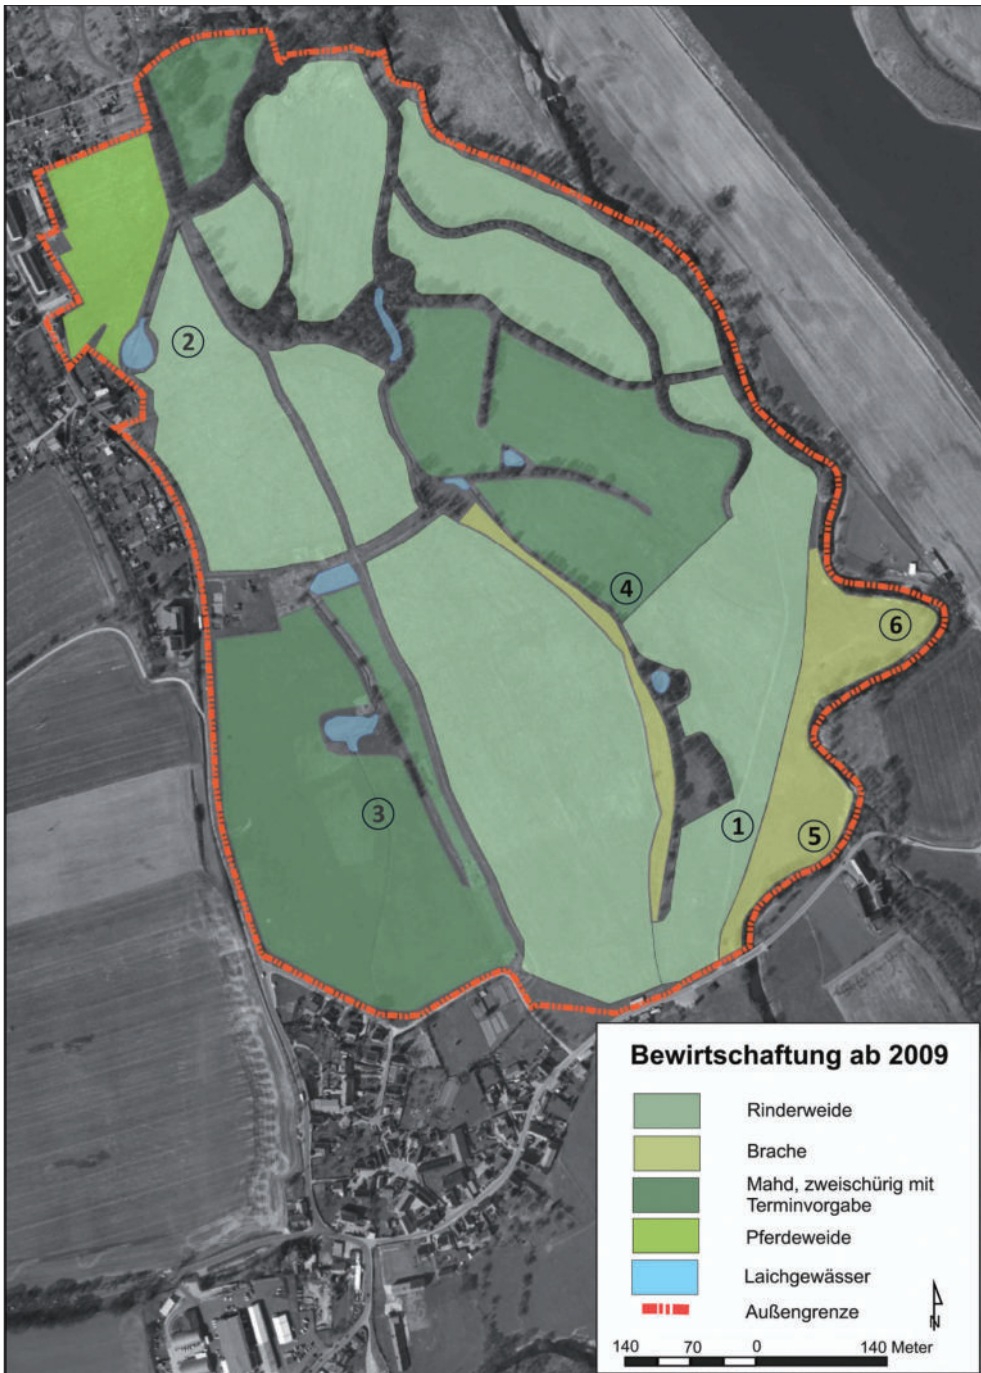 2
4
6
3
1
5
Bewirtschaftung ab 2009
Rinderweide
Brache
Mahd, zweischürig mit
Terminvorgabe
Pferdeweide
Laichgewässer
Außengrenze
N
140 70 0 140 Meter